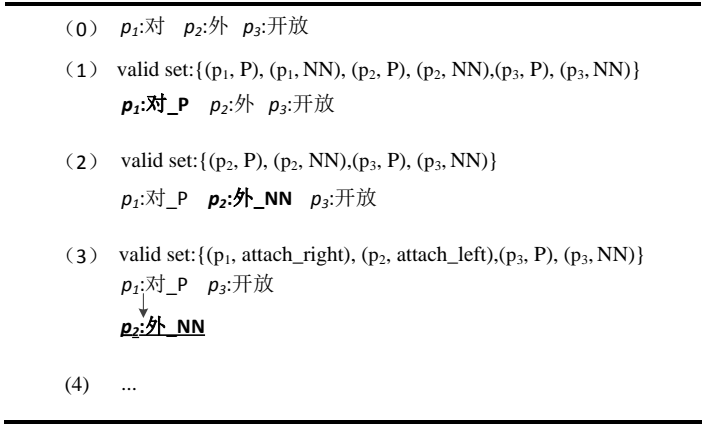 （0） p₁:对 p₂:外 p₃:开放
（1） valid set:{(p₁, P), (p₁, NN), (p₂, P), (p₂, NN),(p₃, P), (p₃, NN)}
p₁:对_P p₂:外 p₃:开放
（2） valid set:{(p₂, P), (p₂, NN),(p₃, P), (p₃, NN)}
p₁:对_P p₂:外_NN p₃:开放
（3） valid set:{(p₁, attach_right), (p₂, attach_left),(p₃, P), (p₃, NN)}
p₁:对_P p₃:开放
p₂:外_NN
(4) ...